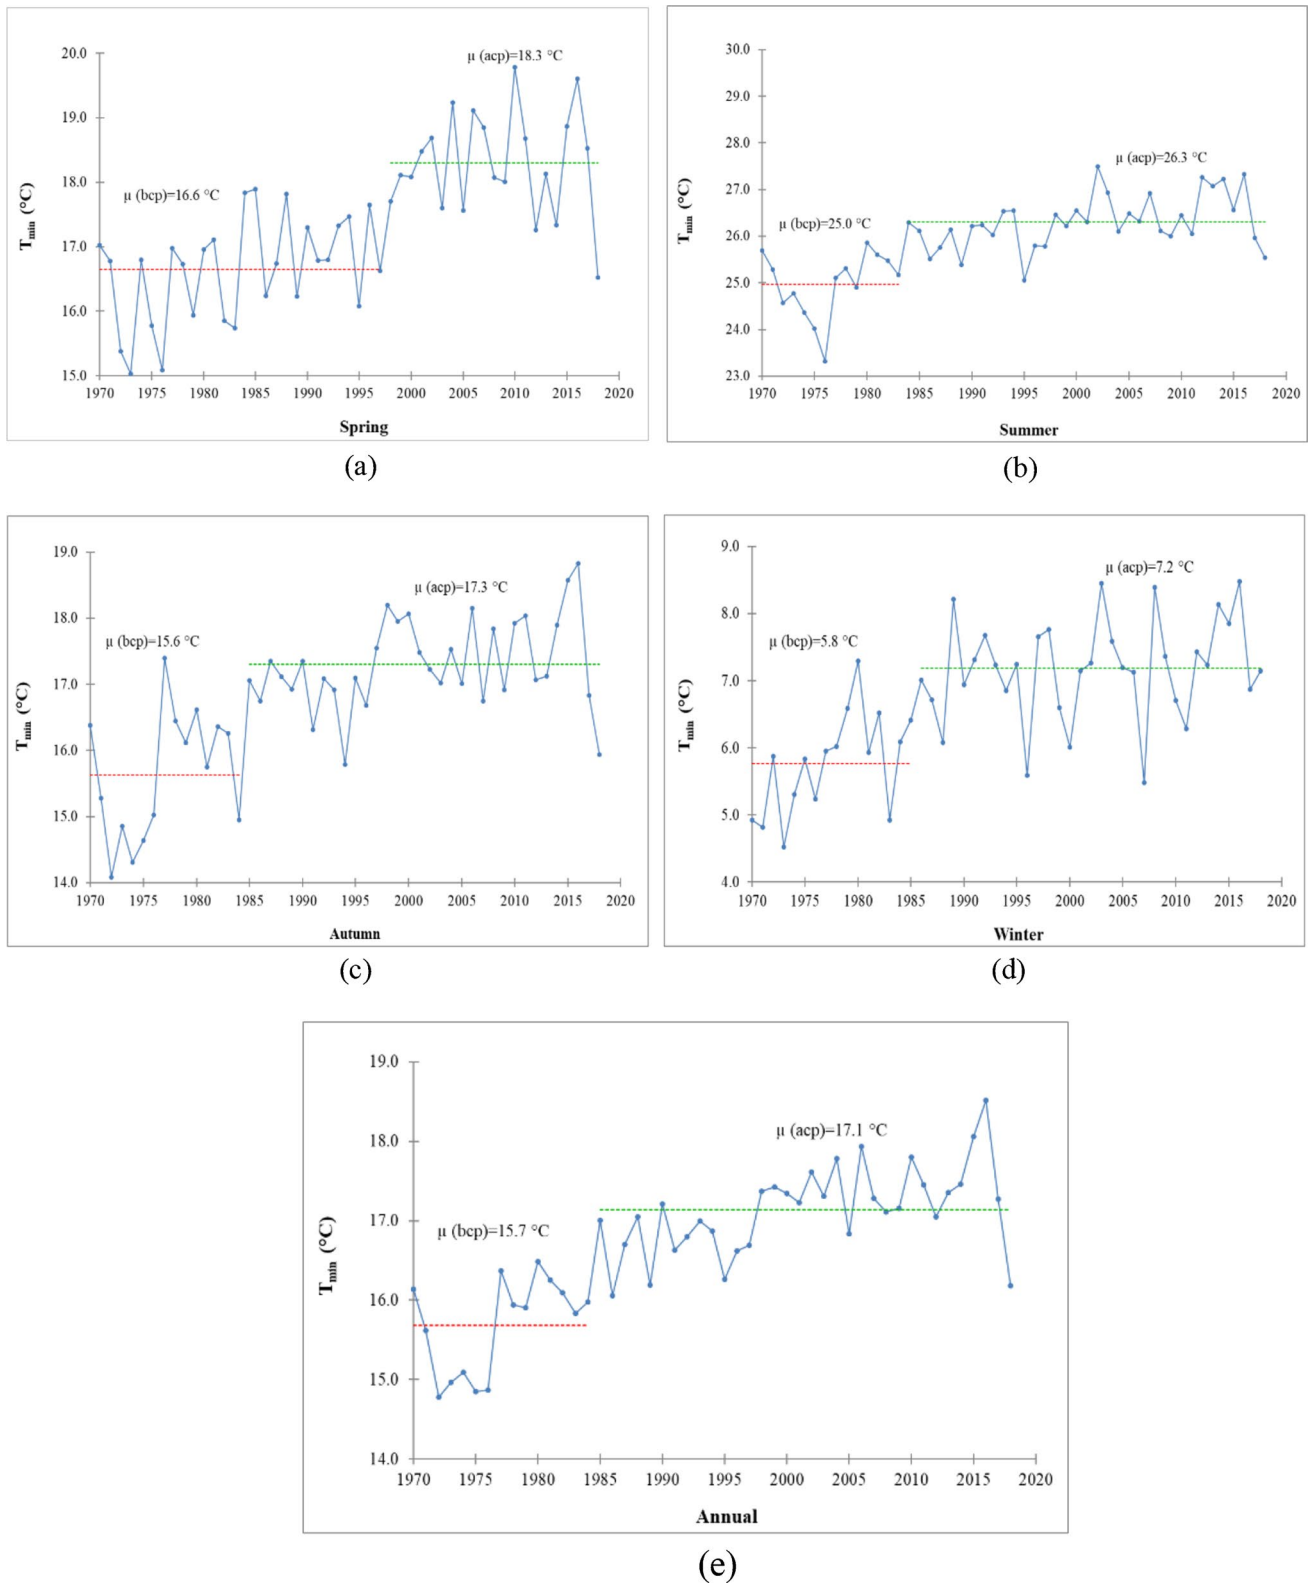 20.0
19.0
18.0
17.0
16.0
15.0
Tmin (°C)
µ (bcp)=16.6 °C
µ (acp)=18.3 °C
1970 1975 1980 1985 1990 1995 2000 2005 2010 2015 2020
Spring
(a)
30.0
29.0
28.0
27.0
26.0
25.0
24.0
23.0
Tmin (°C)
µ (bcp)=25.0 °C
µ (acp)=26.3 °C
1970 1975 1980 1985 1990 1995 2000 2005 2010 2015 2020
Summer
(b)
19.0
18.0
17.0
16.0
15.0
14.0
Tmin (°C)
µ (bcp)=15.6 °C
µ (acp)=17.3 °C
1970 1975 1980 1985 1990 1995 2000 2005 2010 2015 2020
Autumn
(c)
9.0
8.0
7.0
6.0
5.0
4.0
Tmin (°C)
µ (bcp)=5.8 °C
µ (acp)=7.2 °C
1970 1975 1980 1985 1990 1995 2000 2005 2010 2015 2020
Winter
(d)
19.0
18.0
17.0
16.0
15.0
14.0
Tmin (°C)
µ (bcp)=15.7 °C
µ (acp)=17.1 °C
1970 1975 1980 1985 1990 1995 2000 2005 2010 2015 2020
Annual
(e)